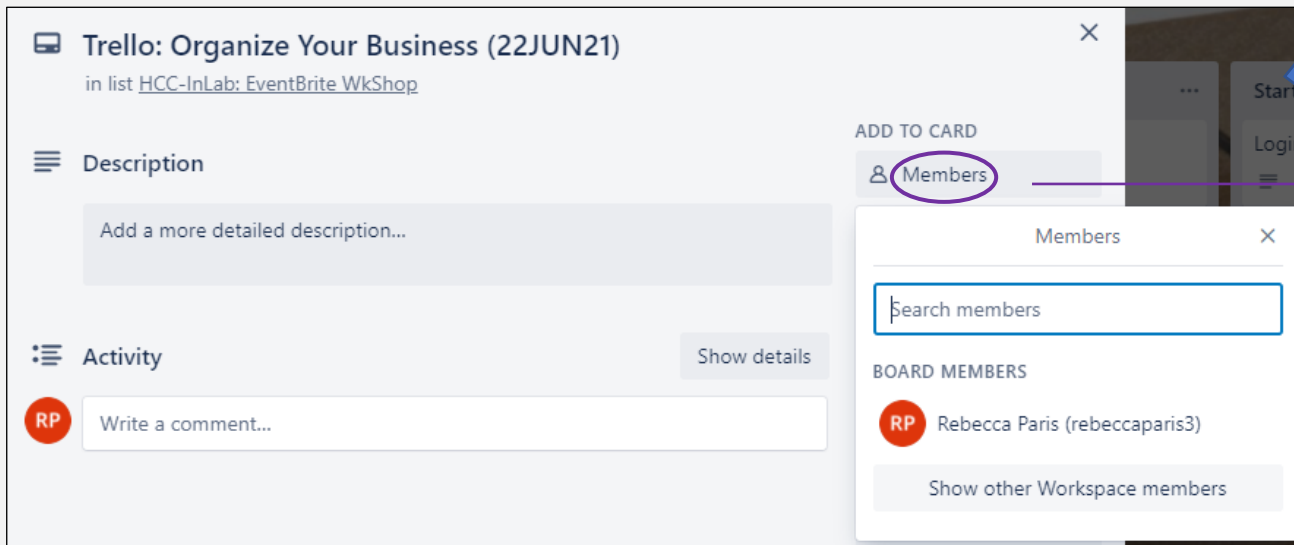 Trello: Organize Your Business (22JUN21)
in list HCC-InLab: EventBrite WkShop
Description
Add a more detailed description...
Activity
Show details
RP
Write a comment...
ADD TO CARD
Members
Members
Search members
BOARD MEMBERS
RP Rebecca Paris (rebeccaparis3)
Show other Workspace members